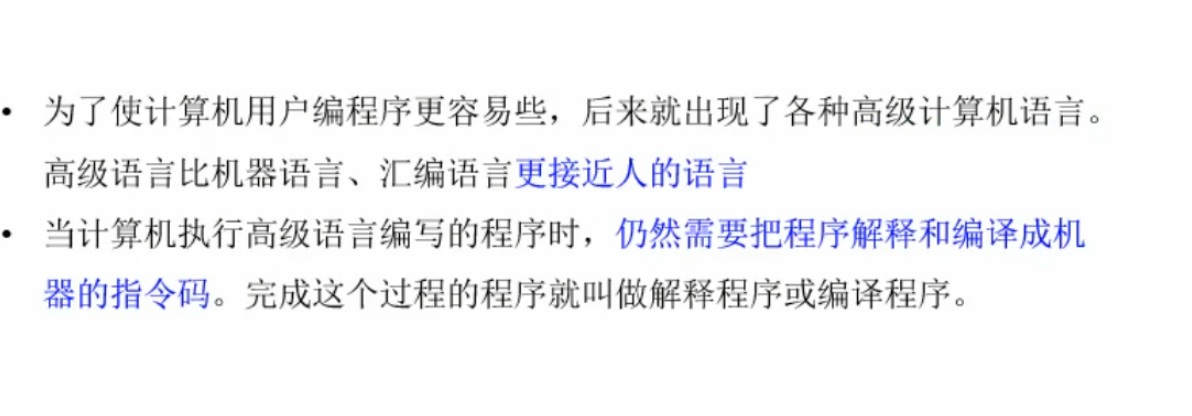 • 为了使计算机用户编程序更容易些，后来就出现了各种高级计算机语言。
高级语言比机器语言、汇编语言更接近人的语言
• 当计算机执行高级语言编写的程序时，仍然需要把程序解释和编译成机
器的指令码。完成这个过程的程序就叫做解释程序或编译程序。